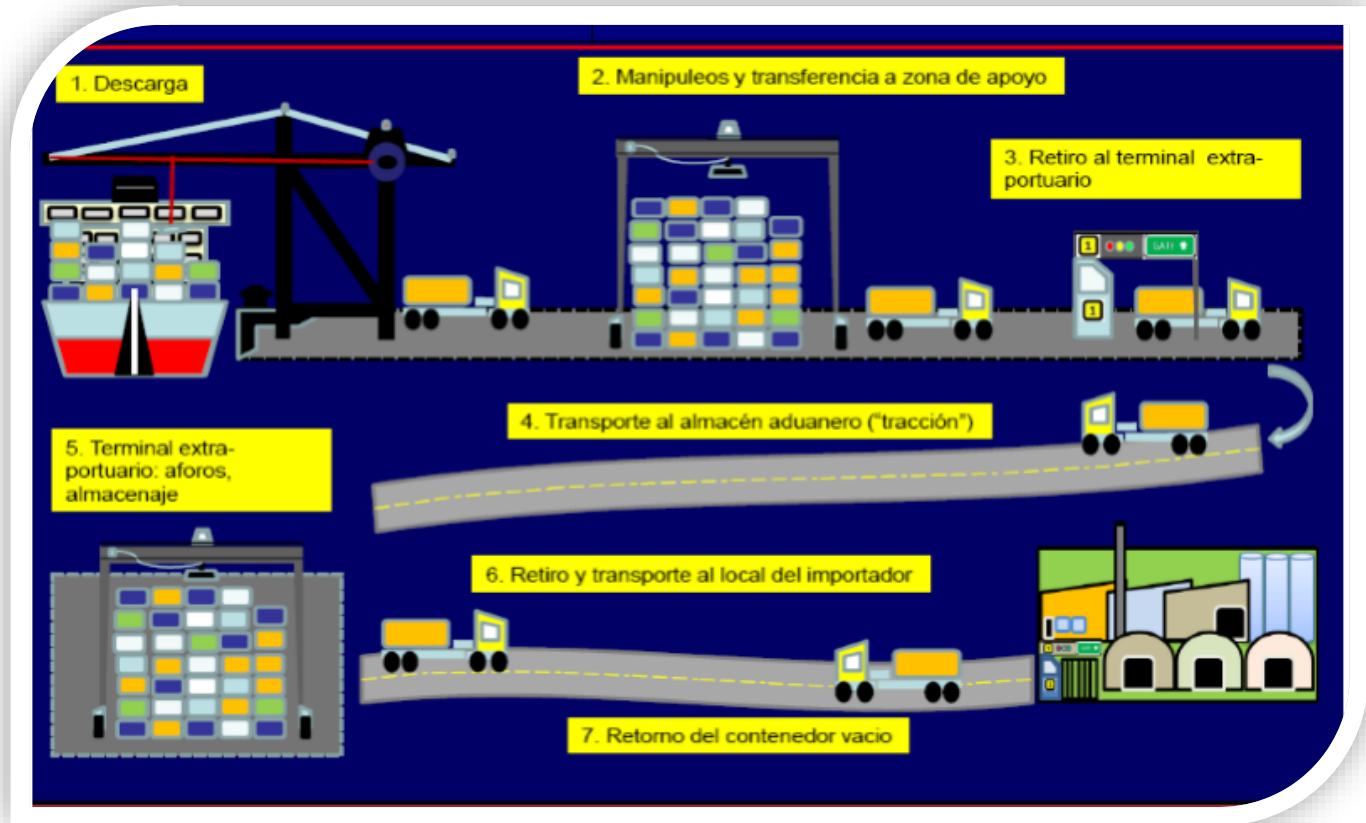 1. Descarga
2. Manipuleos y transferencia a zona de apoyo
3. Retiro al terminal extra-
portuario
1
GATE
1
4. Transporte al almacén aduanero (“tracción”)
5. Terminal extra-
portuario: aforos,
almacenaje
6. Retiro y transporte al local del importador
7. Retorno del contenedor vacio